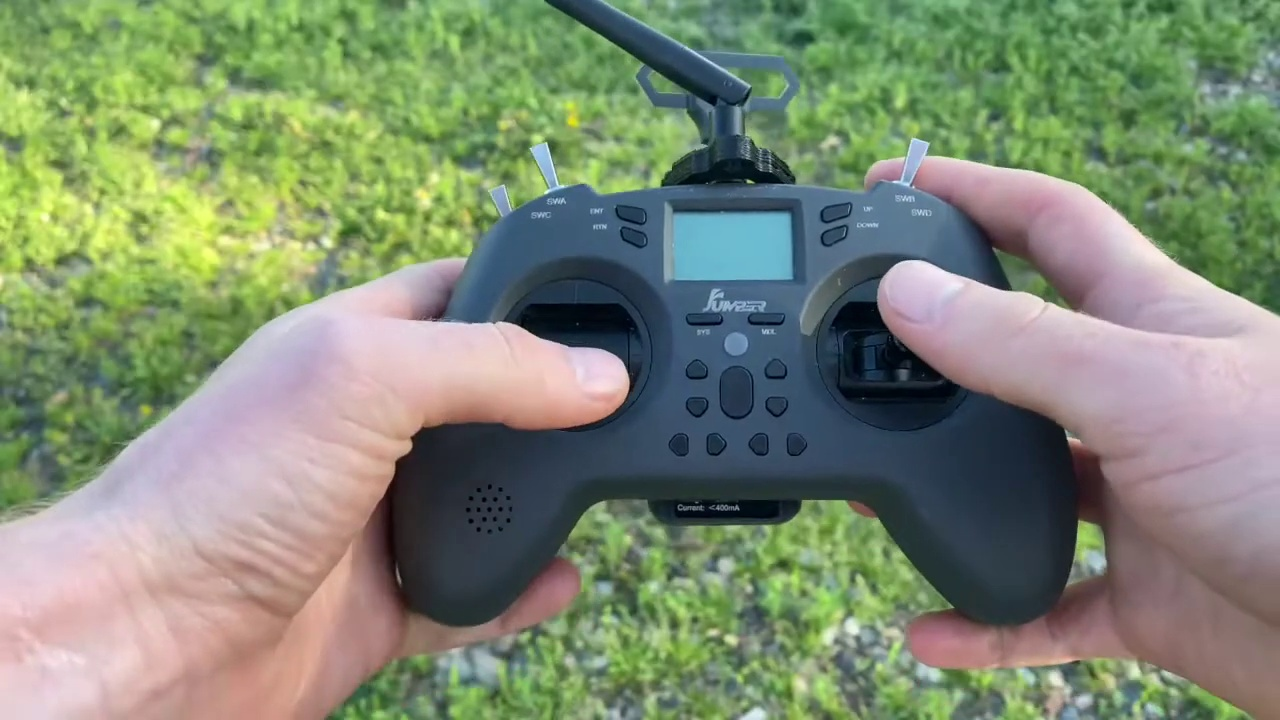 SWA
SWC
ENT
RTN
UP
DOWN
SWB
SWD
JUMPER
SYS
MDL
Current: <400mA